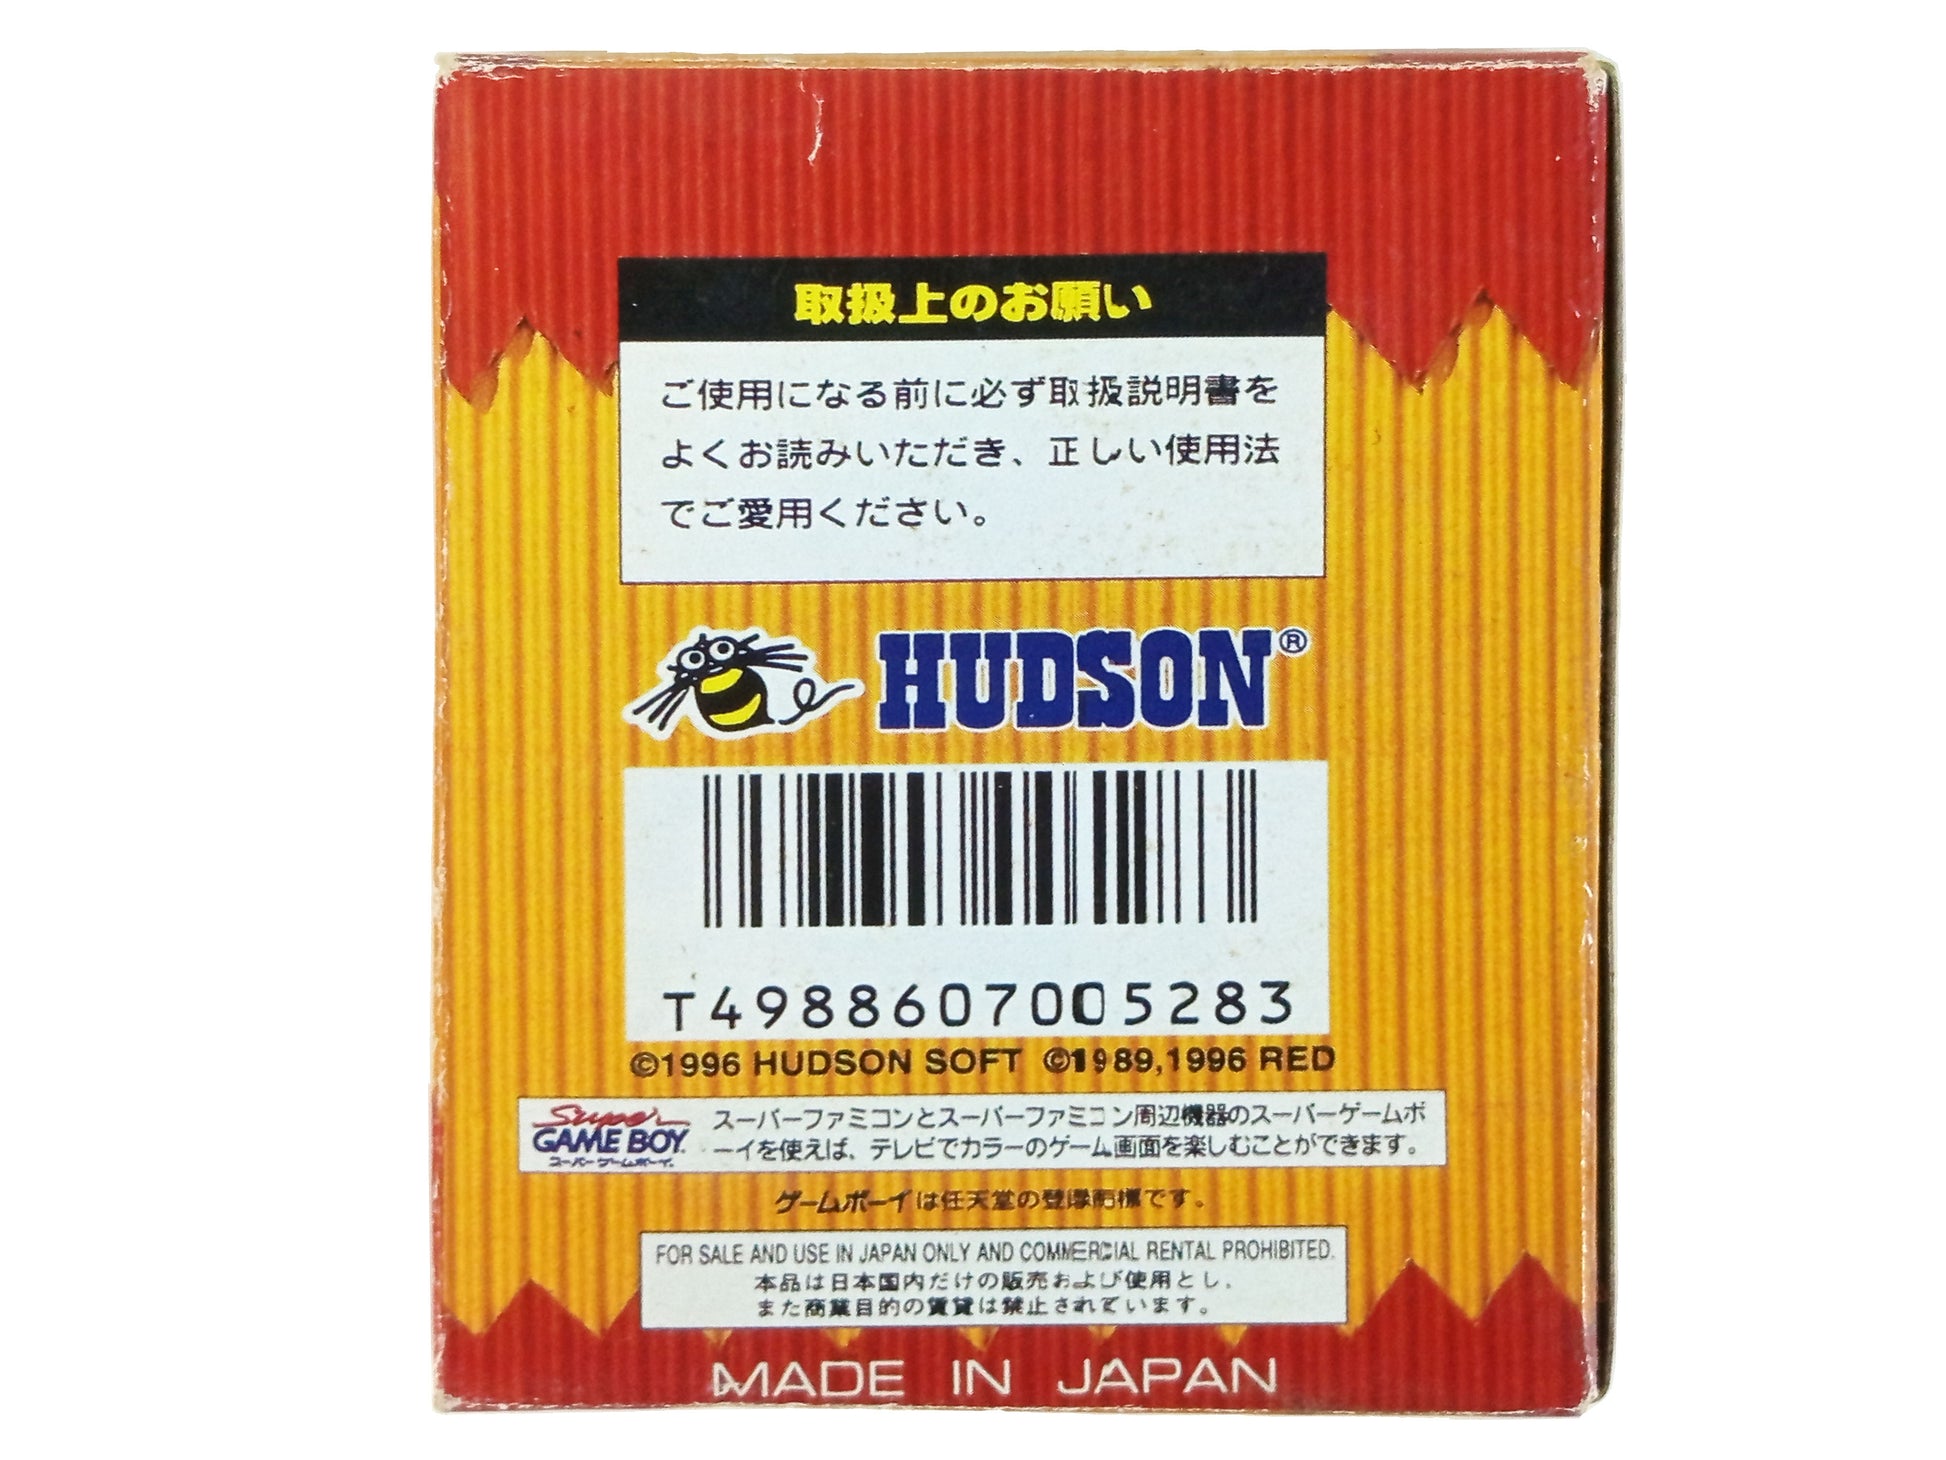 取扱上のお願い
ご使用になる前に必ず取扱説明書を
よくお読みいただき、正しい使用法
でご愛用ください。
HUDSON®
T4988607005283
©1996 HUDSON SOFT ©1989,1996 RED
Super
GAME BOY.
スーパーゲームボーイ.
スーパーファミコンとスーパーファミコン周辺機器のスーパーゲームボ
ーイを使えば、テレビでカラーのゲーム画面を楽しむことができます。
ゲームボーイは任天堂の登録商標です。
FOR SALE AND USE IN JAPAN ONLY AND COMMERCIAL RENTAL PROHIBITED.
本品は日本国内だけの販売および使用とし、
また商業目的の賃貸は禁止されています。
MADE IN JAPAN